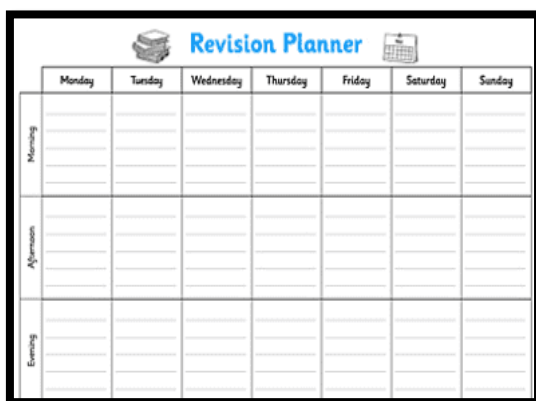 Revision Planner
Monday Tuesday Wednesday Thursday Friday Saturday Sunday
Morning
Afternoon
Evening